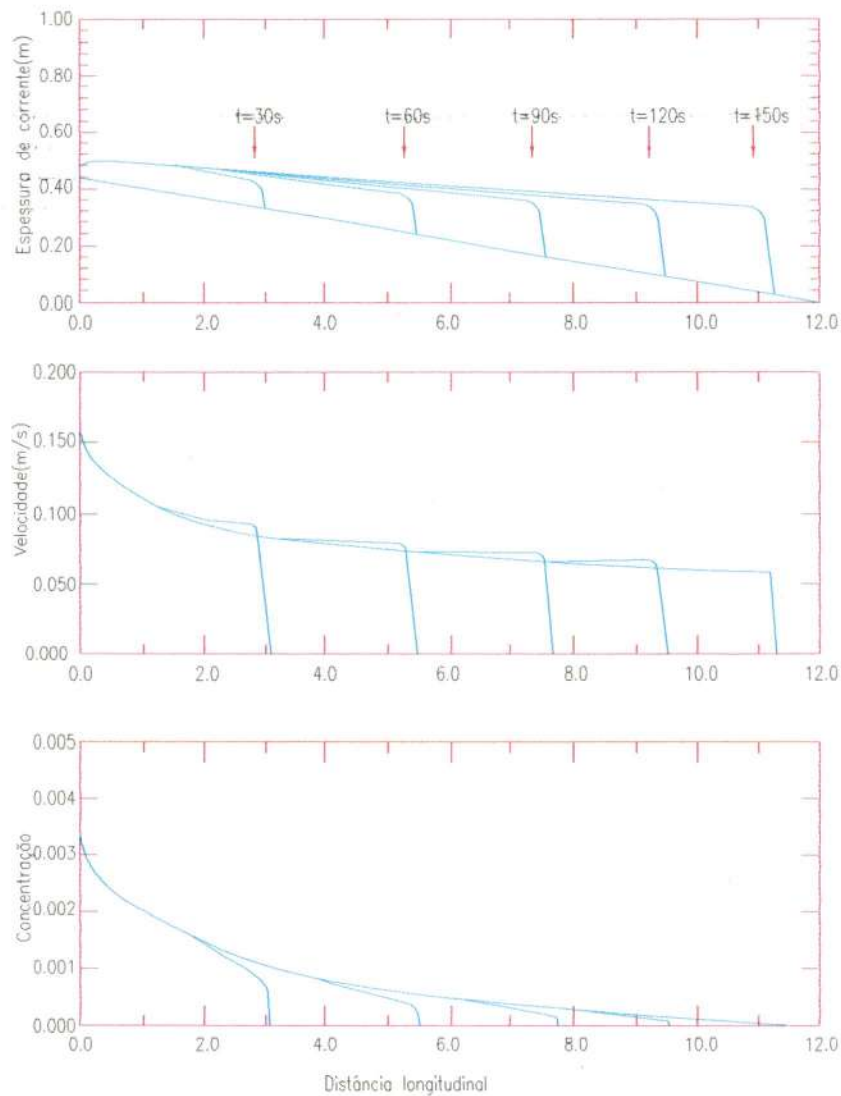 Espessura de corrente(m)
1.00
0.80
0.60
0.40
0.20
0.00
t=30s t=60s t=90s t=120s t=150s
0.0 2.0 4.0 6.0 8.0 10.0 12.0
Velocidade(m/s)
0.200
0.150
0.100
0.050
0.000
0.0 2.0 4.0 6.0 8.0 10.0 12.0
Concentração
0.005
0.004
0.003
0.002
0.001
0.000
0.0 2.0 4.0 6.0 8.0 10.0 12.0
Distância longitudinal